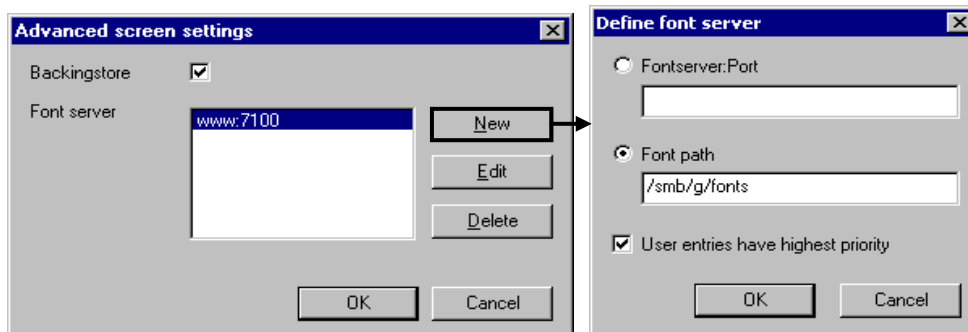 Advanced screen settings
Backingstore
Font server
www:7100
New
Edit
Delete
OK
Cancel
Define font server
Fontserver:Port
Font path
/smb/g/fonts
User entries have highest priority
OK
Cancel